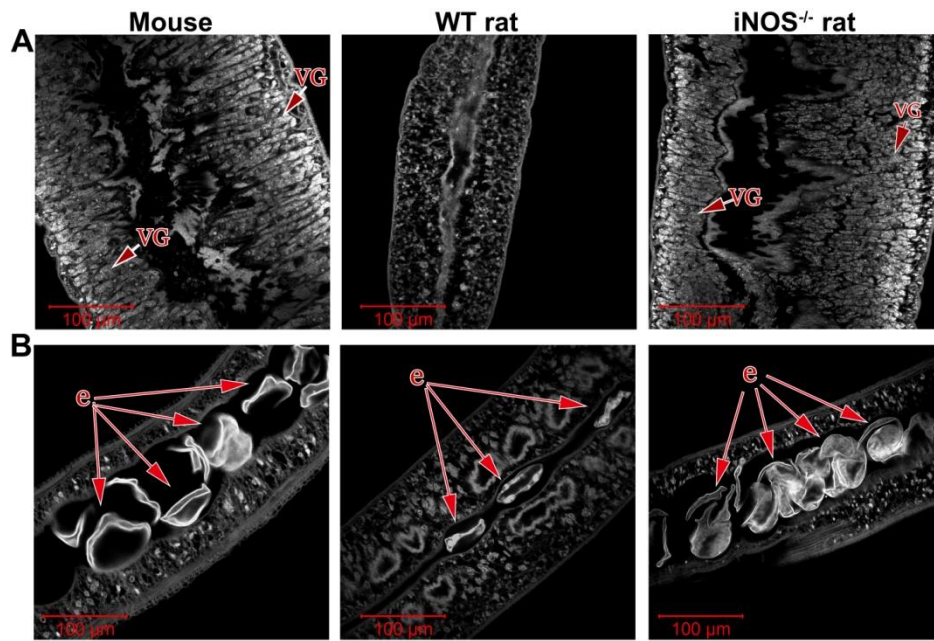 Mouse WT rat iNOS-/- rat
A
VG
VG
VG
VG
100 µm 100 µm 100 µm
B
e e e
100 µm 100 µm 100 µm